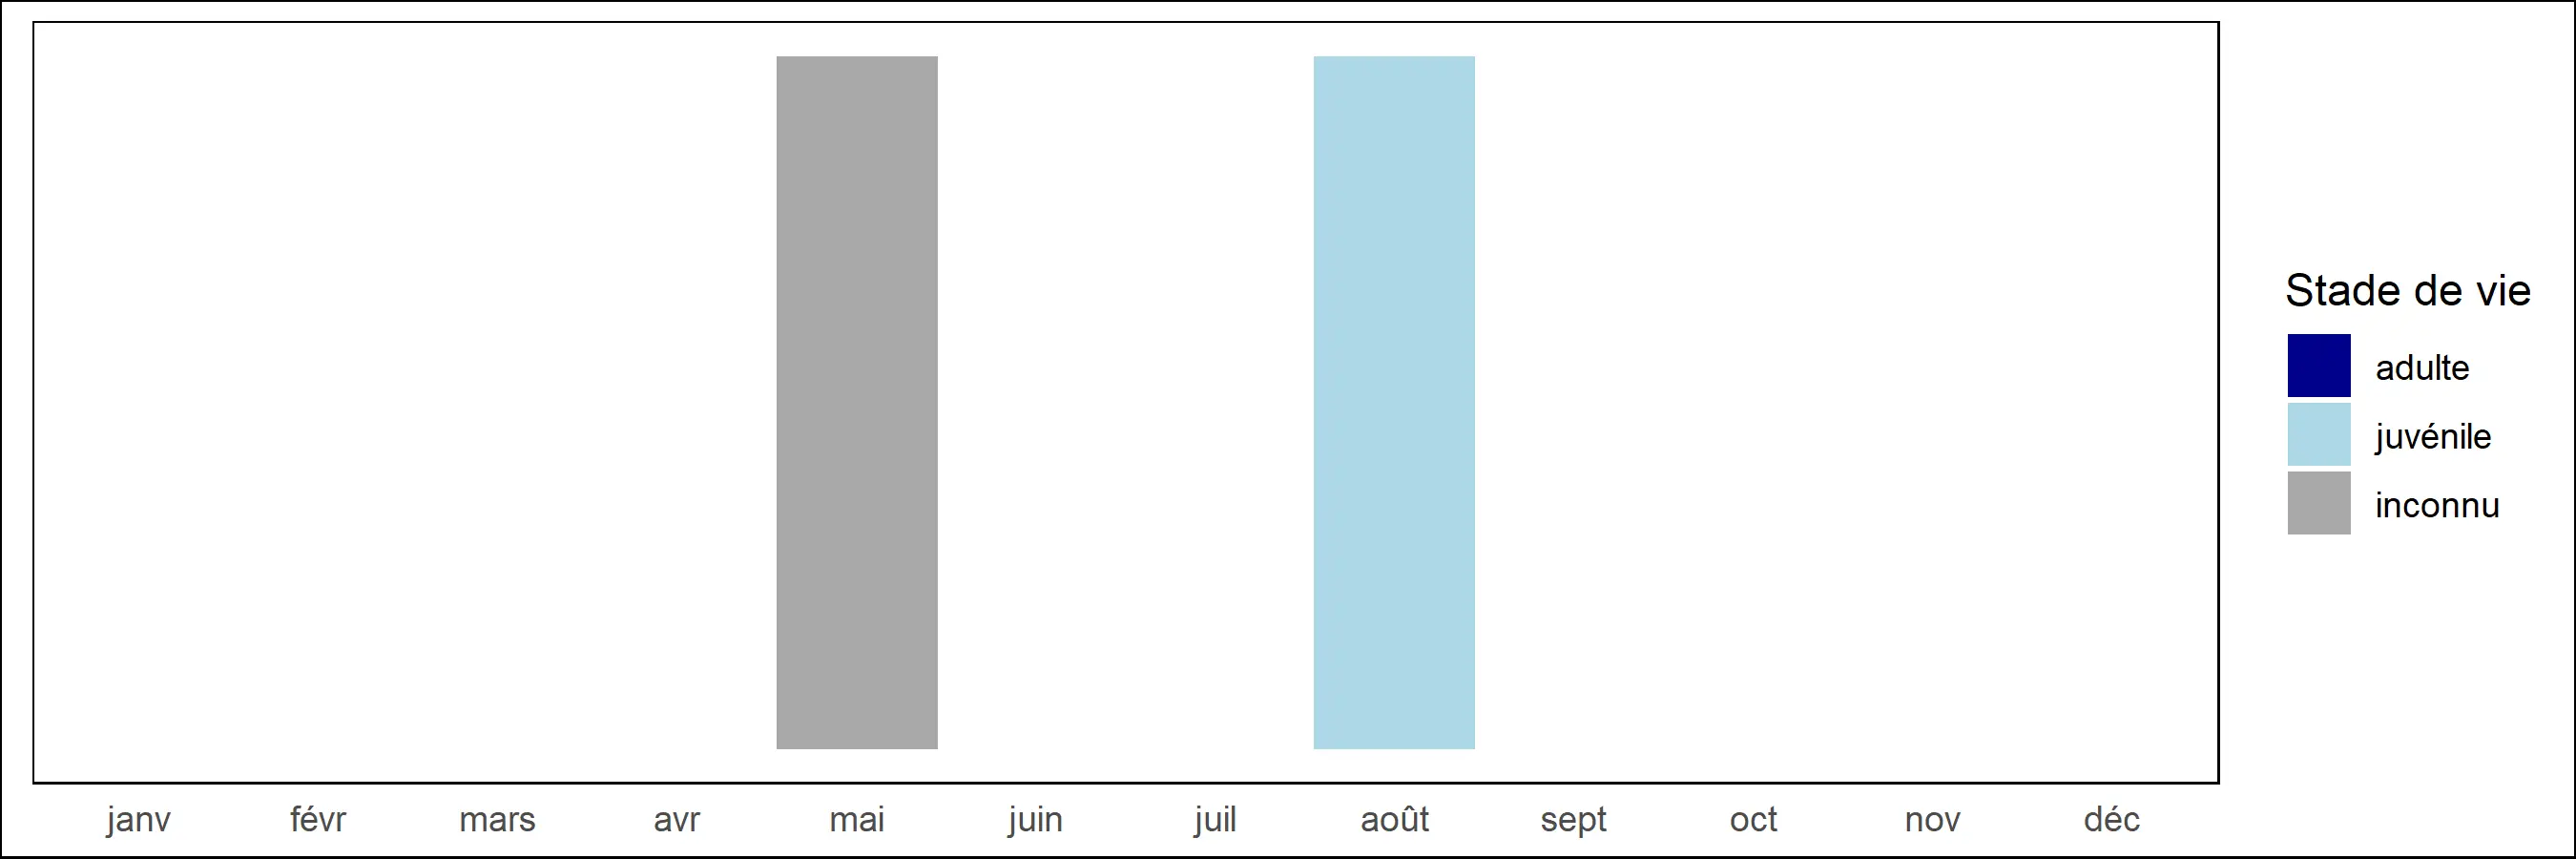 Stade de vie
adulte
juvénile
inconnu
janv févr mars avr mai juin juil août sept oct nov déc